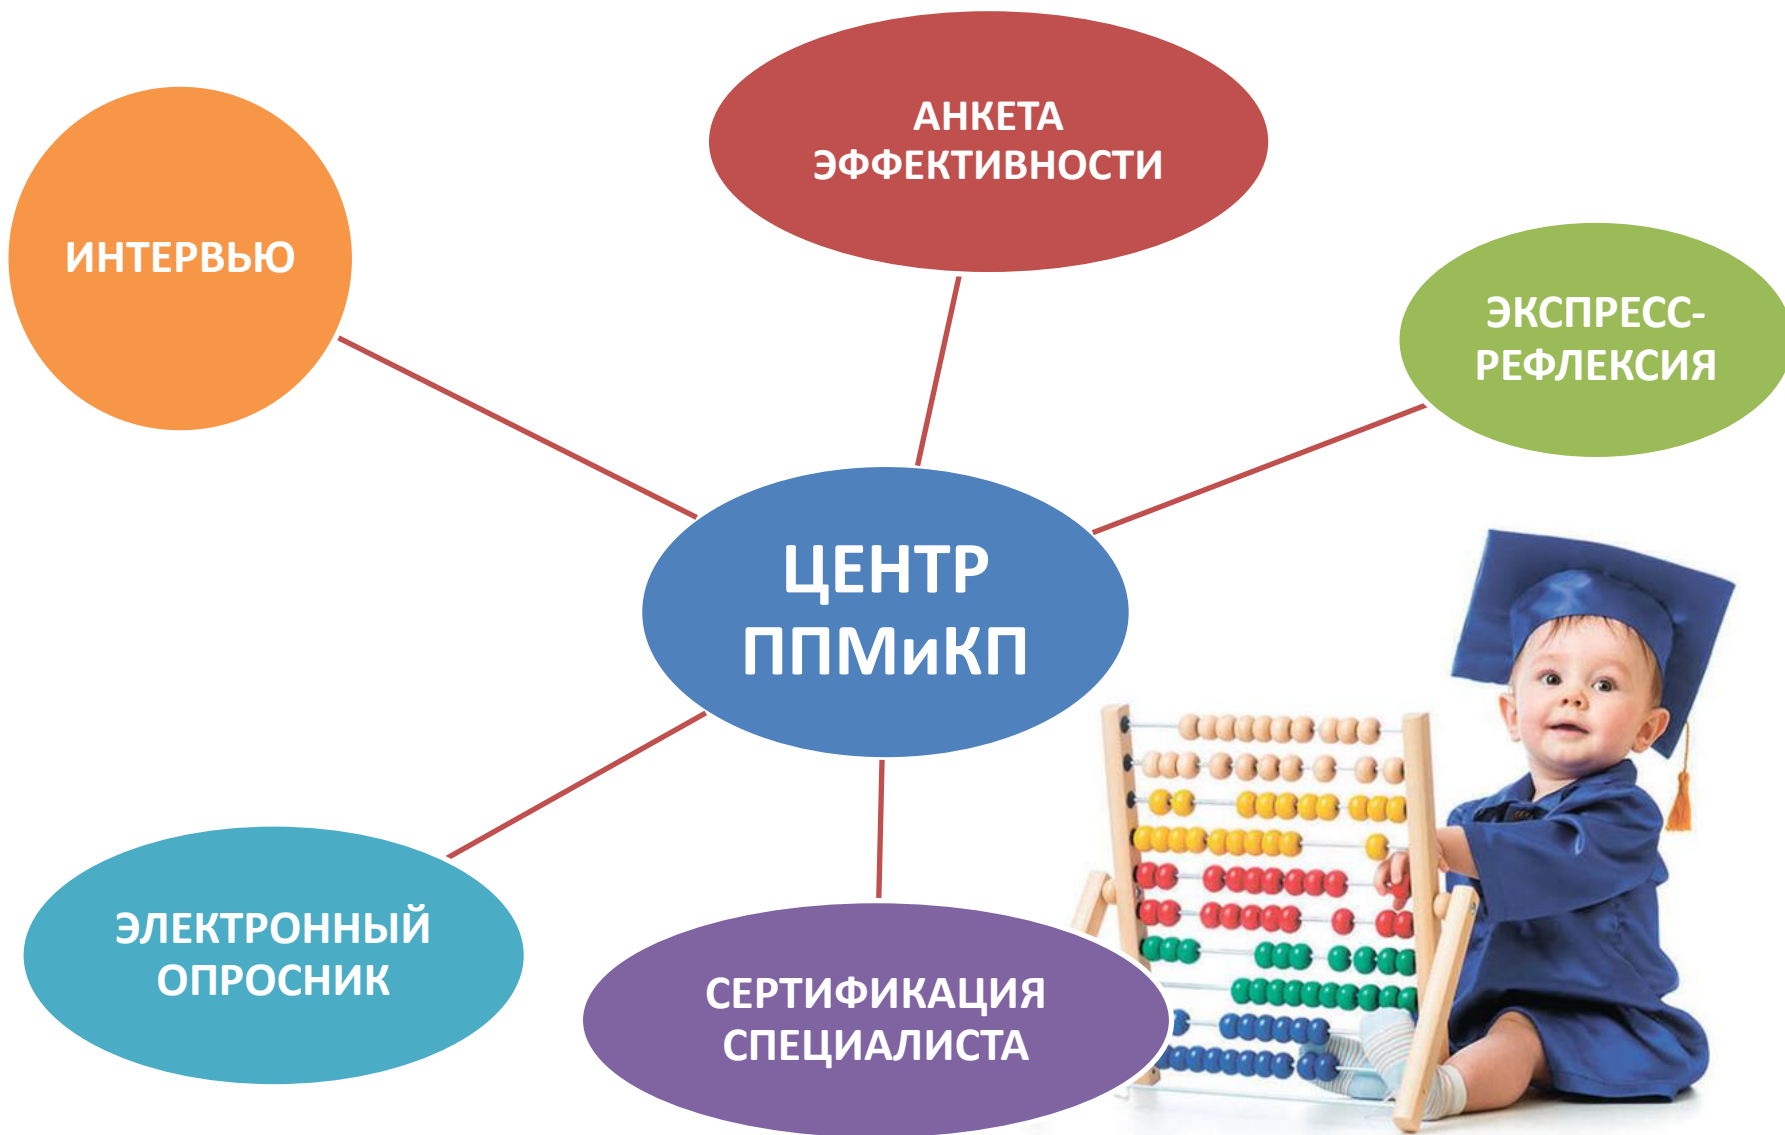 АНКЕТА
ЭФФЕКТИВНОСТИ
ИНТЕРВЬЮ
ЭКСПРЕСС-
РЕФЛЕКСИЯ
ЦЕНТР
ППМиКП
ЭЛЕКТРОННЫЙ
ОПРОСНИК
СЕРТИФИКАЦИЯ
СПЕЦИАЛИСТА